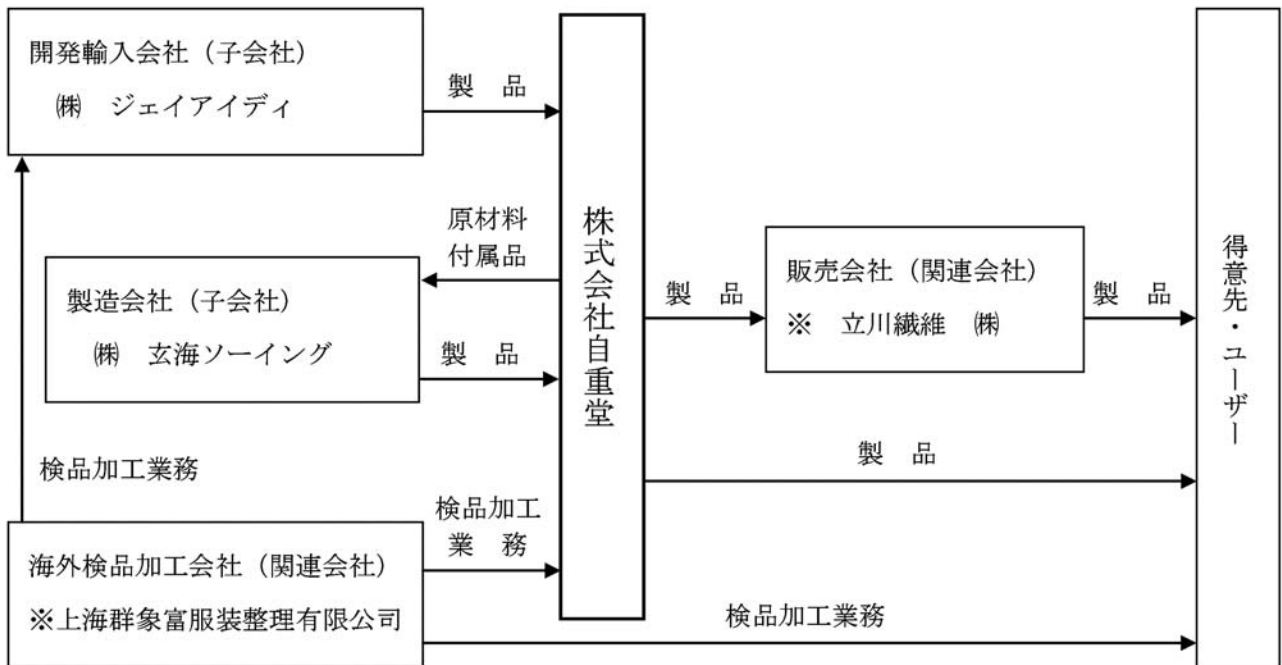 開発輸入会社（子会社）
㈱　ジェイアイディ
製　品
原材料
付属品
製造会社（子会社）
㈱　玄海ソーイング
製　品
検品加工業務
海外検品加工会社（関連会社）
※上海群象富服装整理有限公司
検品加工
業　務
株式会社自重堂
製　品
販売会社（関連会社）
※　立川繊維　㈱
製　品
製　品
検品加工業務
得意先・ユーザー